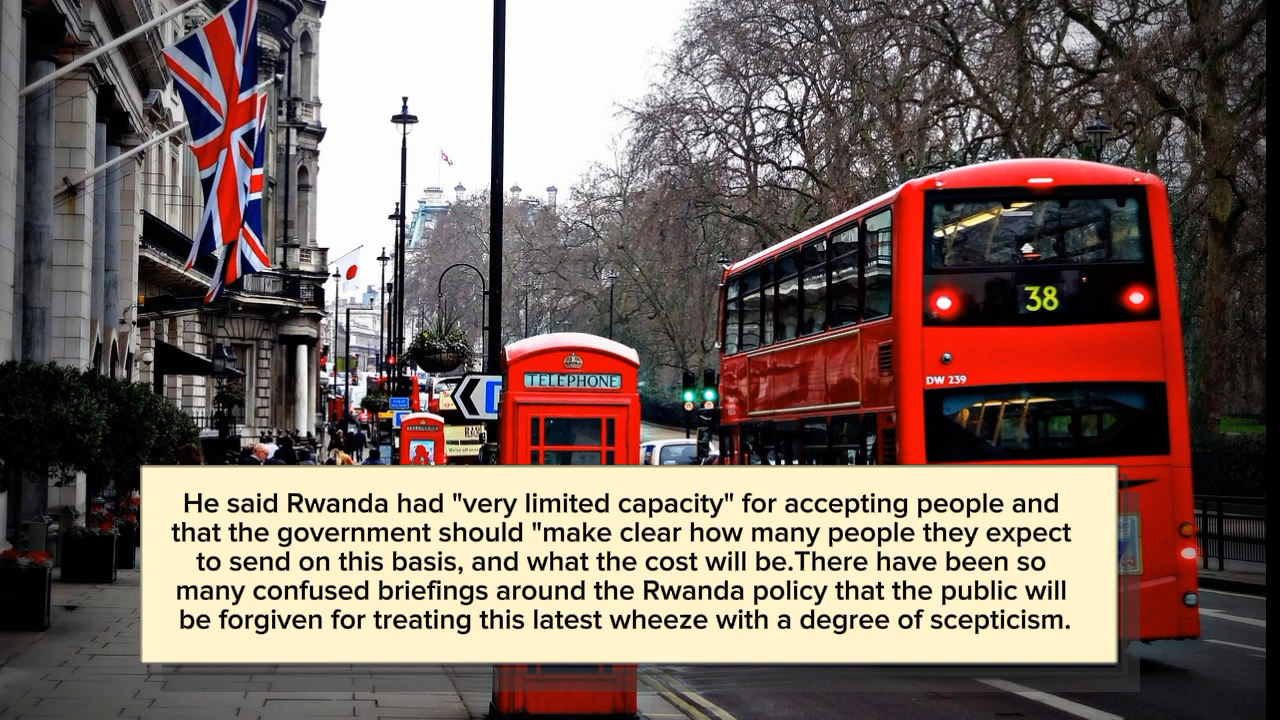 38
DW 239
TELEPHONE
TELEPHONE
He said Rwanda had "very limited capacity" for accepting people and
that the government should "make clear how many people they expect
to send on this basis, and what the cost will be.There have been so
many confused briefings around the Rwanda policy that the public will
be forgiven for treating this latest wheeze with a degree of scepticism.